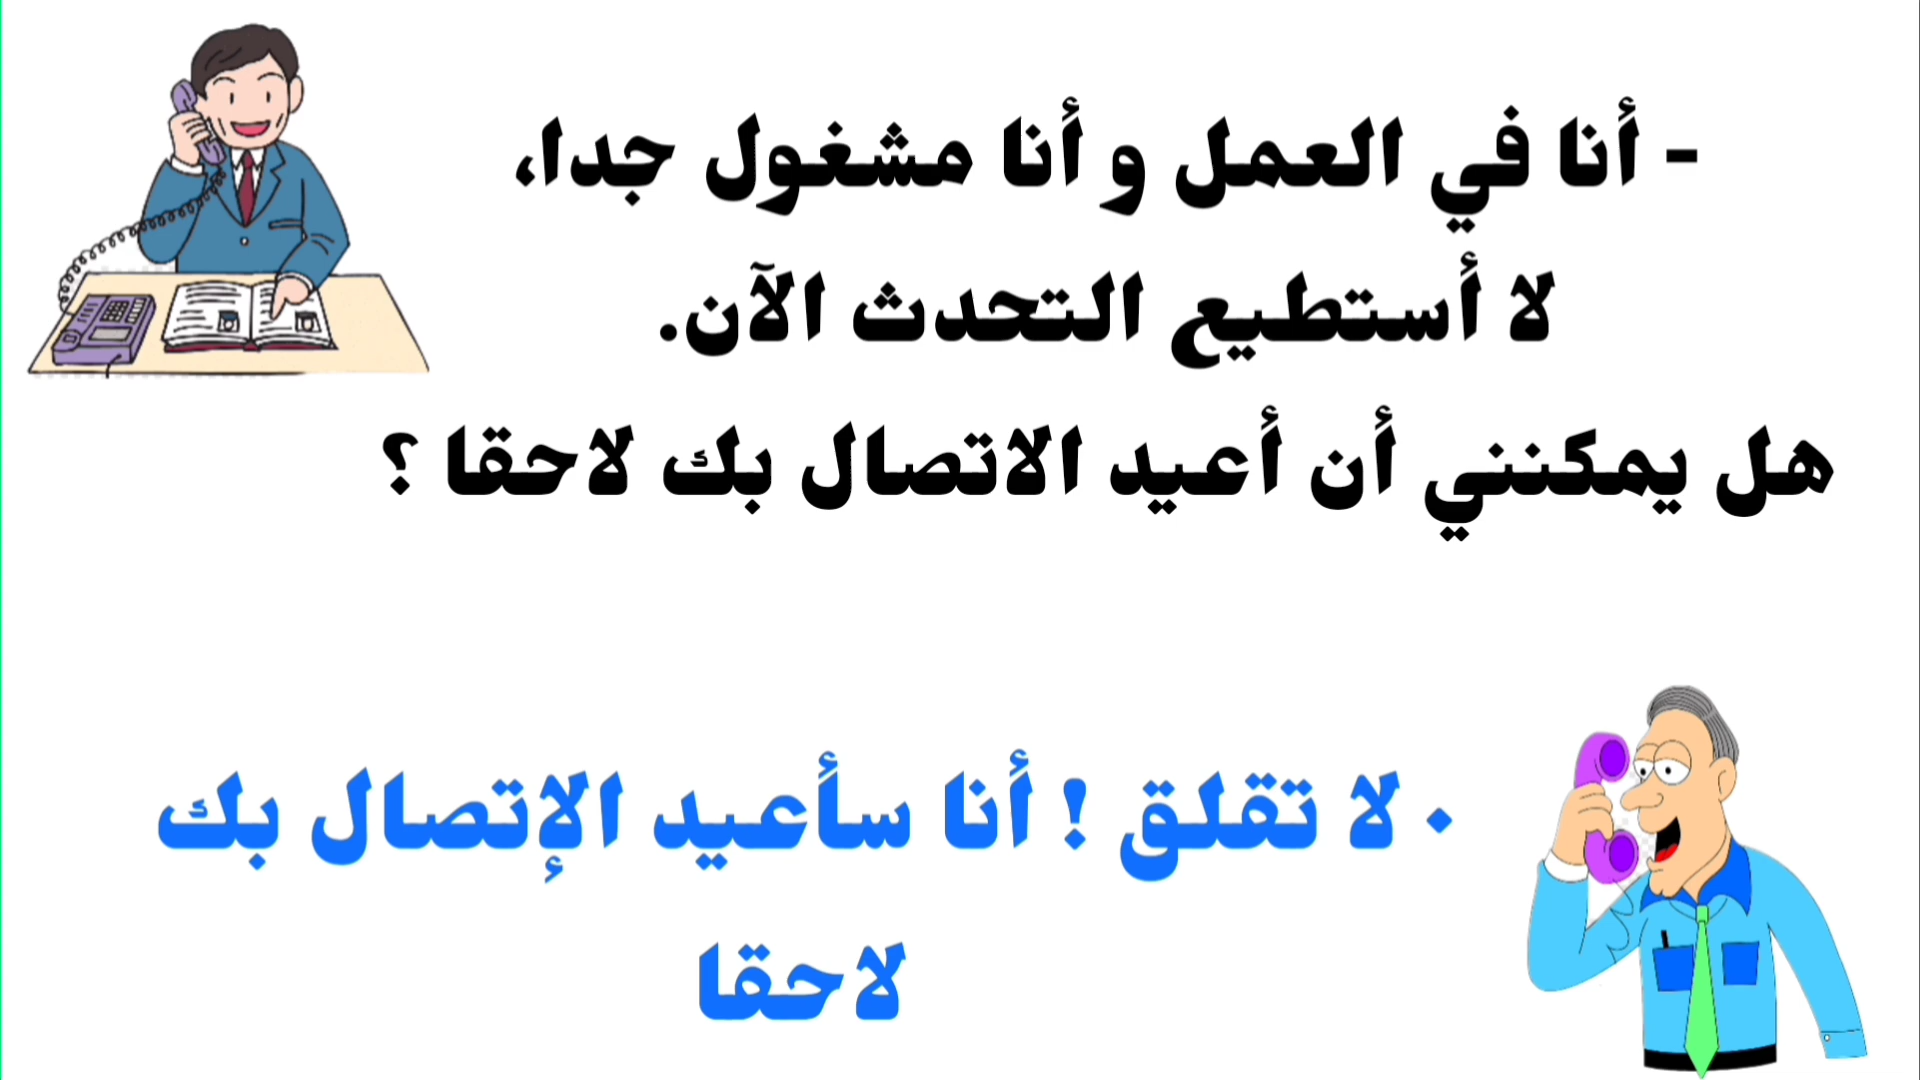 - أنا في العمل و أنا مشغول جدا،
لا أستطيع التحدث الآن.
هل يمكنني أن أعيد الاتصال بك لاحقا ؟
• لا تقلق ! أنا سأعيد الإتصال بك
لاحقا